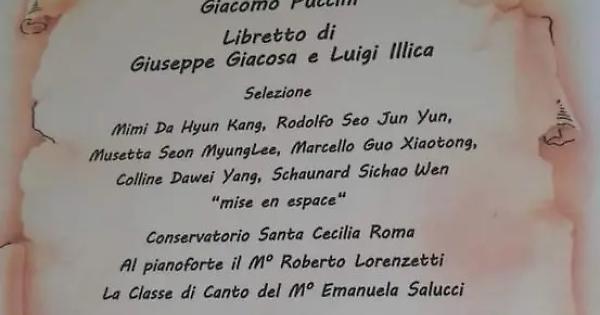 Giacomo Puccini
Libretto di
Giuseppe Giacosa e Luigi Illica
Selezione
Mimi Da Hyun Kang, Rodolfo Seo Jun Yun,
Musetta Seon MyungLee, Marcello Guo Xiaotong,
Colline Dawei Yang, Schaunard Sichao Wen
"mise en espace"
Conservatorio Santa Cecilia Roma
Al pianoforte il M° Roberto Lorenzetti
La Classe di Canto del M° Emanuela Salucci